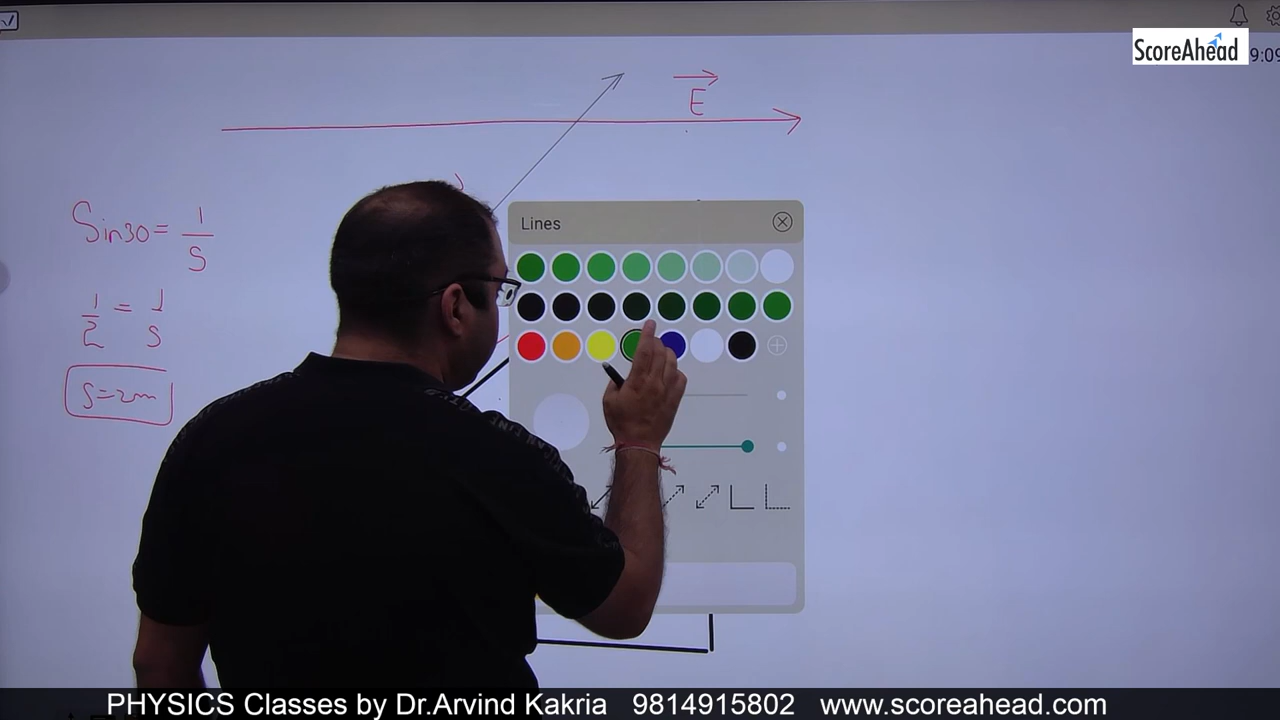 ScoreAhead
9:09
E
Sin30 = 1/S
1/2 = 1/S
S=2m
Lines
PHYSICS Classes by Dr.Arvind Kakria 9814915802 www.scoreahead.com